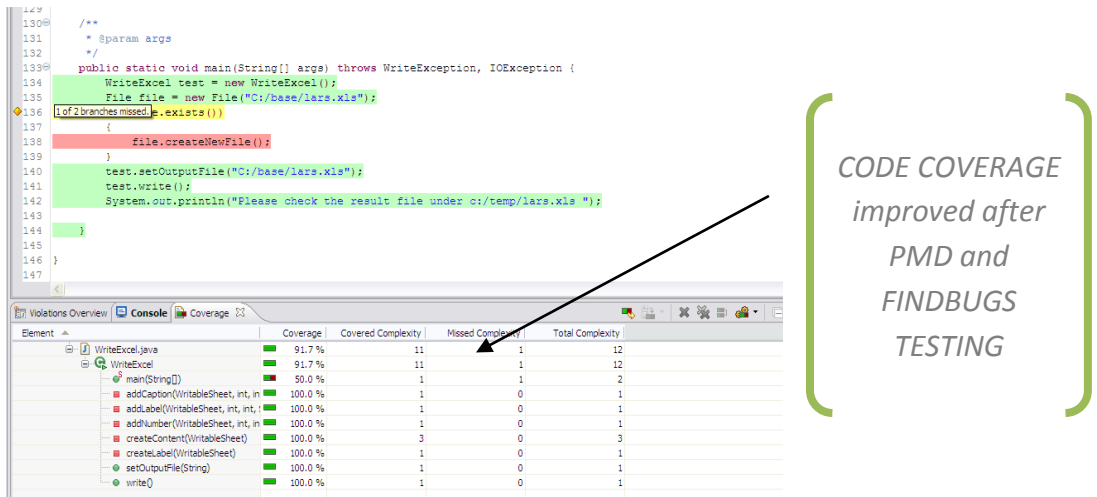 129
130 /**
131 * @param args
132 */
133 public static void main(String[] args) throws WriteException, IOException {
134 WriteExcel test = new WriteExcel();
135 File file = new File("C:/base/lars.xls");
136 1 of 2 branches missed. e.exists())
137 {
138 file.createNewFile();
139 }
140 test.setOutputFile("C:/base/lars.xls");
141 test.write();
142 System.out.println("Please check the result file under c:/temp/lars.xls ");
143
144 }
145
146 }
147
CODE COVERAGE
improved after
PMD and
FINDBUGS
TESTING
Violations Overview Console Coverage
Element Coverage Covered Complexity Missed Complexity Total Complexity
WriteExcel.java 91.7 % 11 1 12
WriteExcel 91.7 % 11 1 12
main(String[]) 50.0 % 1 1 2
addCaption(WritableSheet, int, in 100.0 % 1 0 1
addLabel(WritableSheet, int, int, 100.0 % 1 0 1
addNumber(WritableSheet, int, in 100.0 % 1 0 1
createContent(WritableSheet) 100.0 % 3 0 3
createLabel(WritableSheet) 100.0 % 1 0 1
setOutputFile(String) 100.0 % 1 0 1
write() 100.0 % 1 0 1